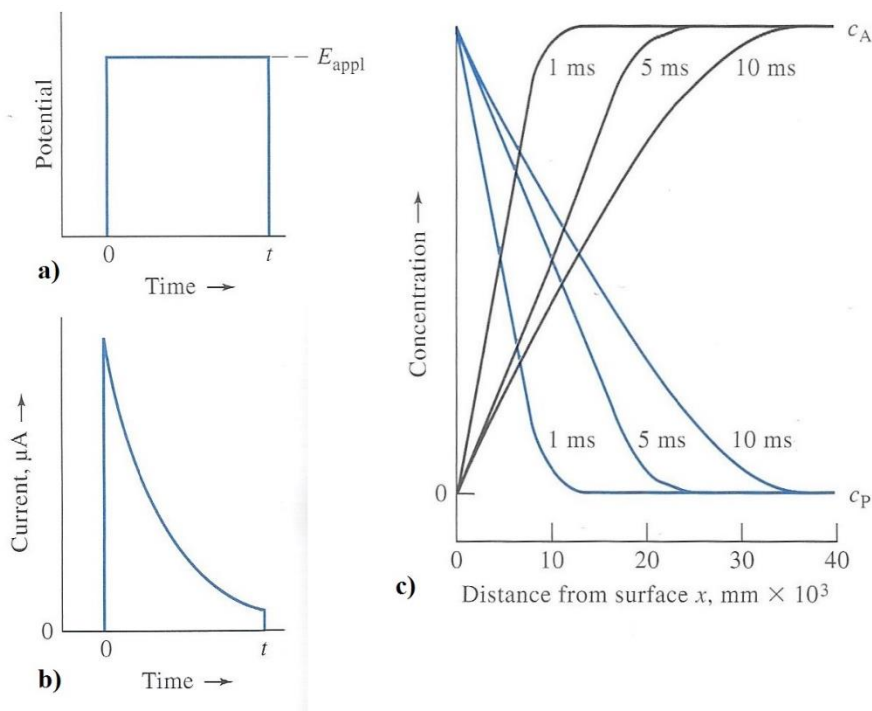 E_appl
Potential
0
t
Time →
a)
Current, μA →
0
0
t
Time →
b)
Concentration →
c_A
1 ms
5 ms
10 ms
1 ms
5 ms
10 ms
0
c_P
0
10
20
30
40
Distance from surface x, mm × 10³
c)